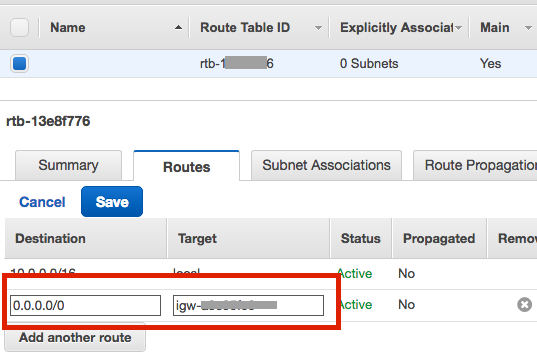 Name Route Table ID Explicitly Associat Main
rtb-1 6 0 Subnets Yes
rtb-13e8f776
Summary Routes Subnet Associations Route Propagation
Cancel Save
Destination Target Status Propagated Remov
10.0.0.0/16 local Active No
0.0.0.0/0 igw- Active No
Add another route